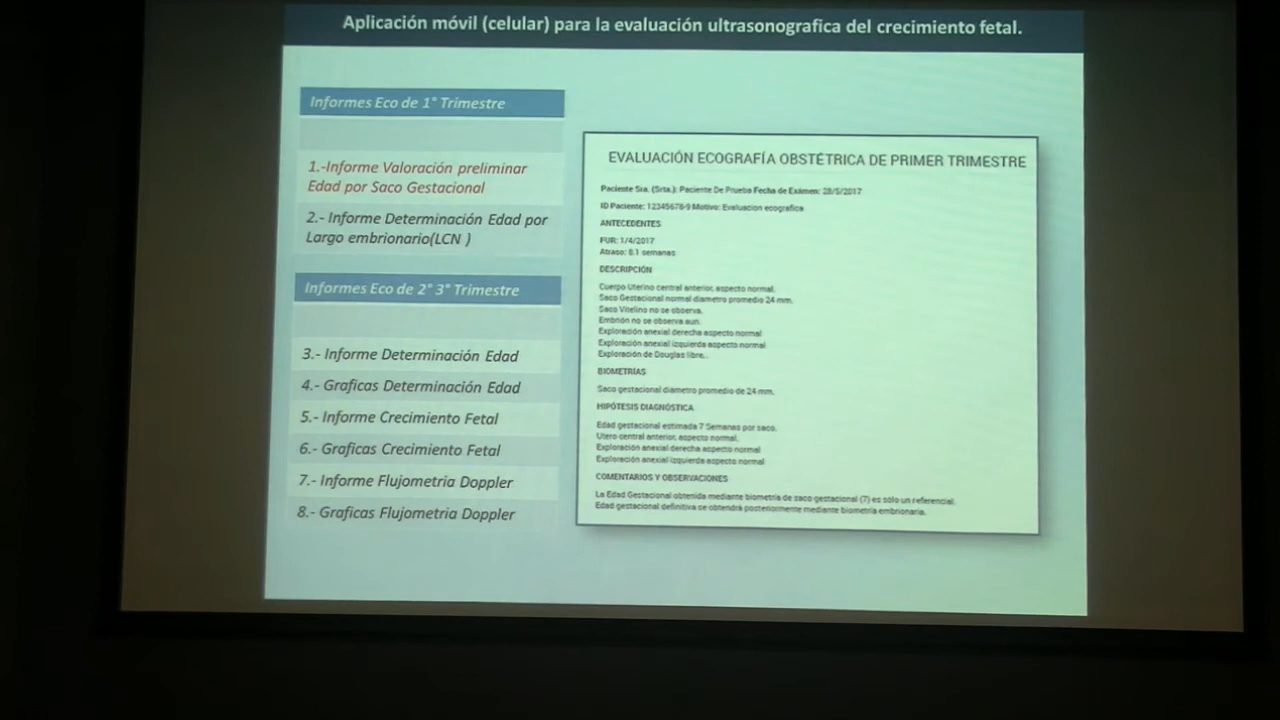 Aplicación móvil (celular) para la evaluación ultrasonografica del crecimiento fetal.
Informes Eco de 1° Trimestre
1.-Informe Valoración preliminar
Edad por Saco Gestacional
2.- Informe Determinación Edad por
Largo embrionario(LCN )
Informes Eco de 2° 3° Trimestre
3.- Informe Determinación Edad
4.- Graficas Determinación Edad
5.- Informe Crecimiento Fetal
6.- Graficas Crecimiento Fetal
7.- Informe Flujometria Doppler
8.- Graficas Flujometria Doppler
EVALUACIÓN ECOGRAFÍA OBSTÉTRICA DE PRIMER TRIMESTRE
Paciente Sra. (Srta.): Paciente De Prueba Fecha de Exámen: 28/5/2017
ID Paciente: 12345678-9 Motivo: Evaluacion ecografica
ANTECEDENTES
FUR: 1/4/2017
Atraso: 8.1 semanas
DESCRIPCIÓN
Cuerpo Uterino central anterior, aspecto normal.
Saco Gestacional normal diametro promedio 24 mm.
Saco Vitelino no se observa.
Embrión no se observa aun.
Exploración anexial derecha aspecto normal
Exploración anexial izquierda aspecto normal
Exploración de Douglas libre..
BIOMETRÍAS
Saco gestacional diametro promedio de 24 mm.
HIPÓTESIS DIAGNÓSTICA
Edad gestacional estimada 7 Semanas por saco.
Utero central anterior, aspecto normal.
Exploración anexial derecha aspecto normal
Exploración anexial izquierda aspecto normal
COMENTARIOS Y OBSERVACIONES
La Edad Gestacional obtenida mediante biometria de saco gestacional (7) es sólo un referencial.
Edad gestacional definitiva se obtendrá posteriormente mediante biometría embrionaria.